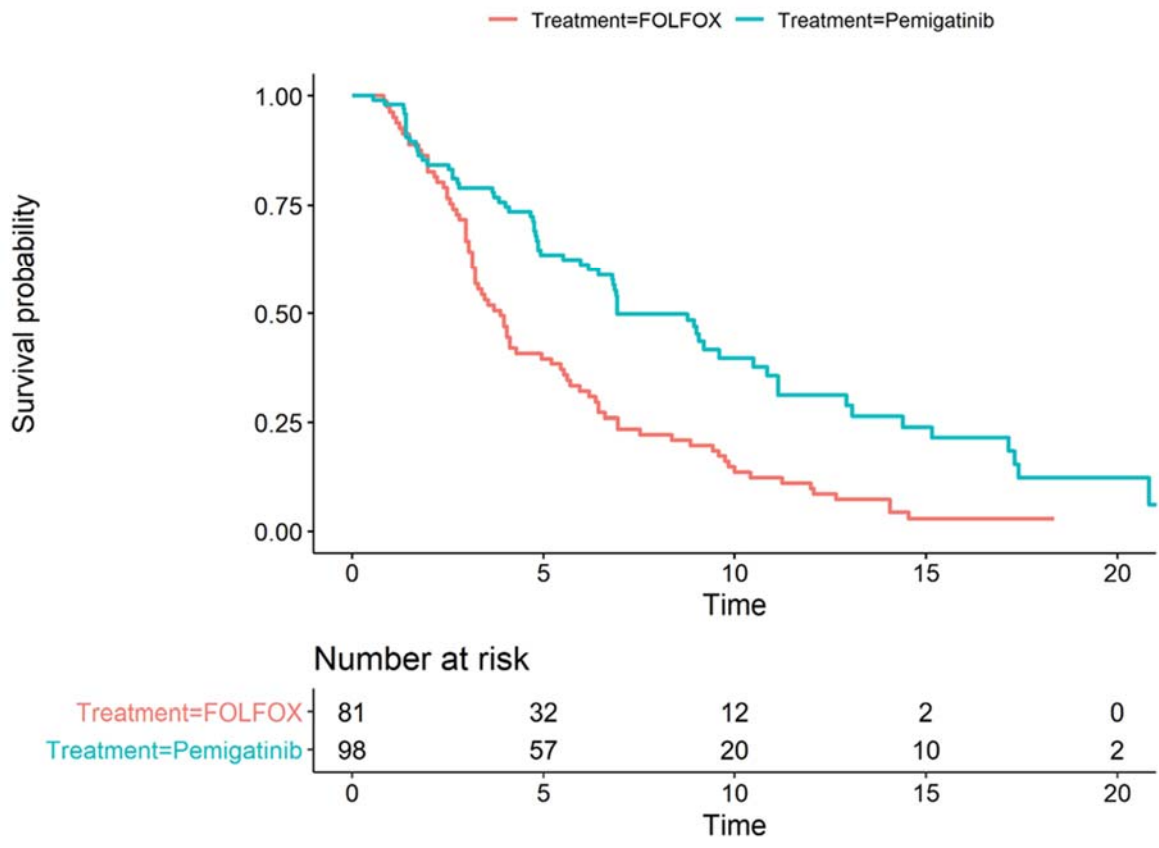 Treatment=FOLFOX Treatment=Pemigatinib
Survival probability
1.00
0.75
0.50
0.25
0.00
0 5 10 15 20
Time
Number at risk
Treatment=FOLFOX 81 32 12 2 0
Treatment=Pemigatinib 98 57 20 10 2
0 5 10 15 20
Time